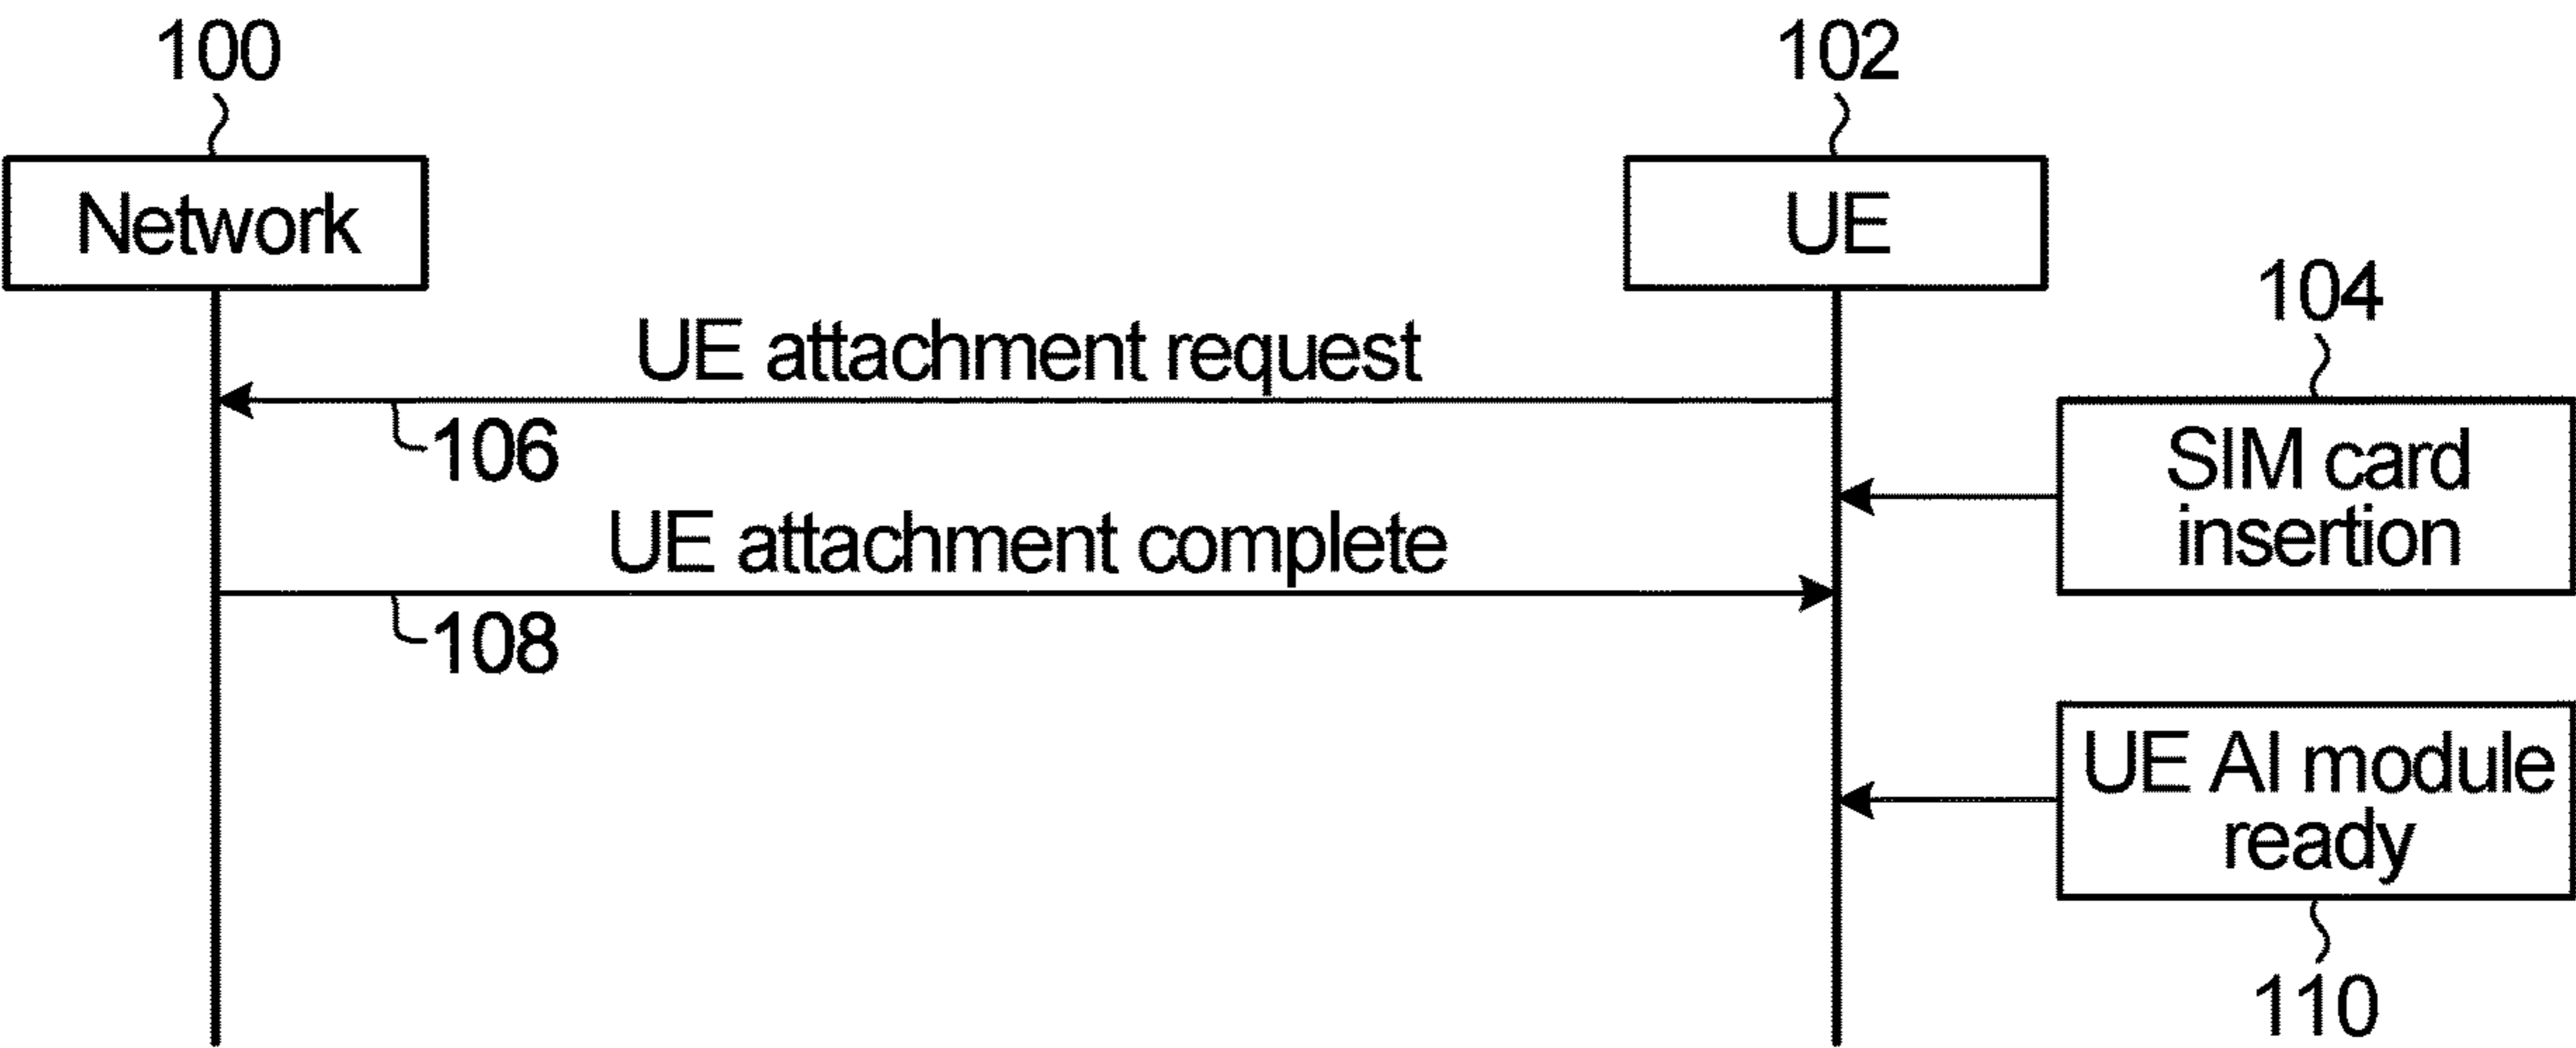 100
102
Network
UE
104
UE attachment request
106
SIM card
insertion
UE attachment complete
108
UE AI module
ready
110